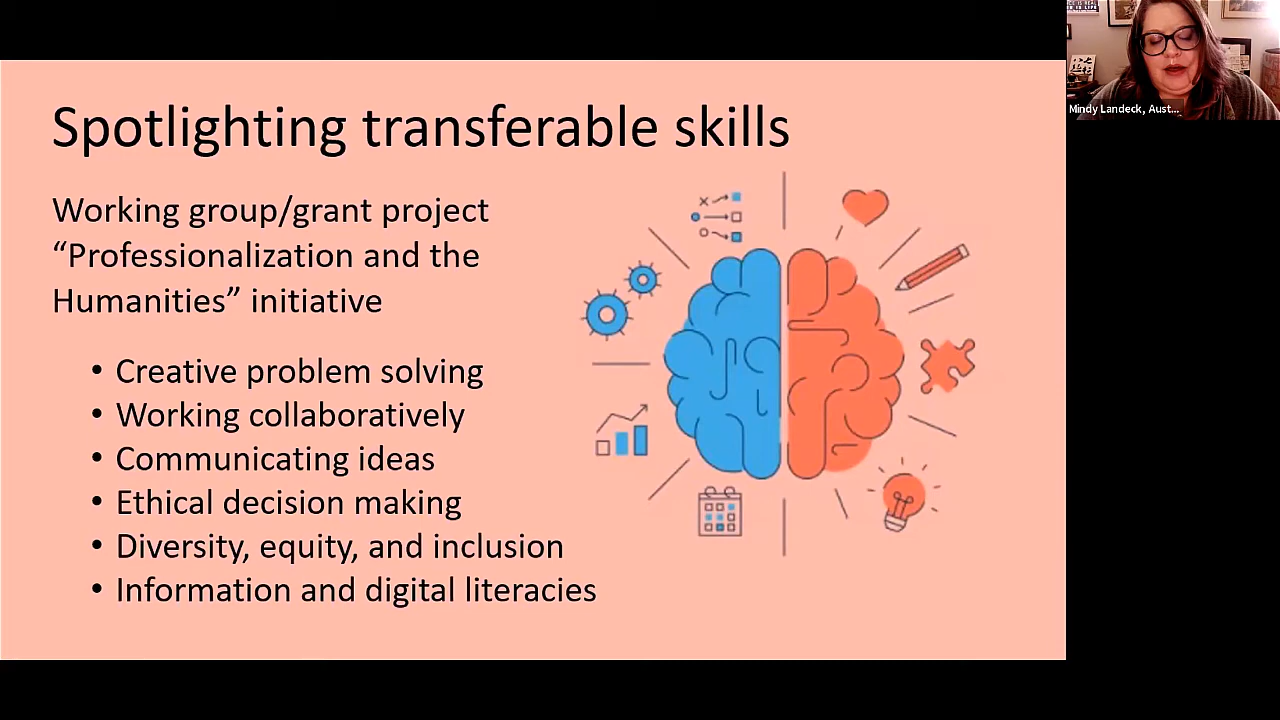 Spotlighting transferable skills
Working group/grant project
“Professionalization and the
Humanities” initiative
• Creative problem solving
• Working collaboratively
• Communicating ideas
• Ethical decision making
• Diversity, equity, and inclusion
• Information and digital literacies
Mindy Landeck, Aust...